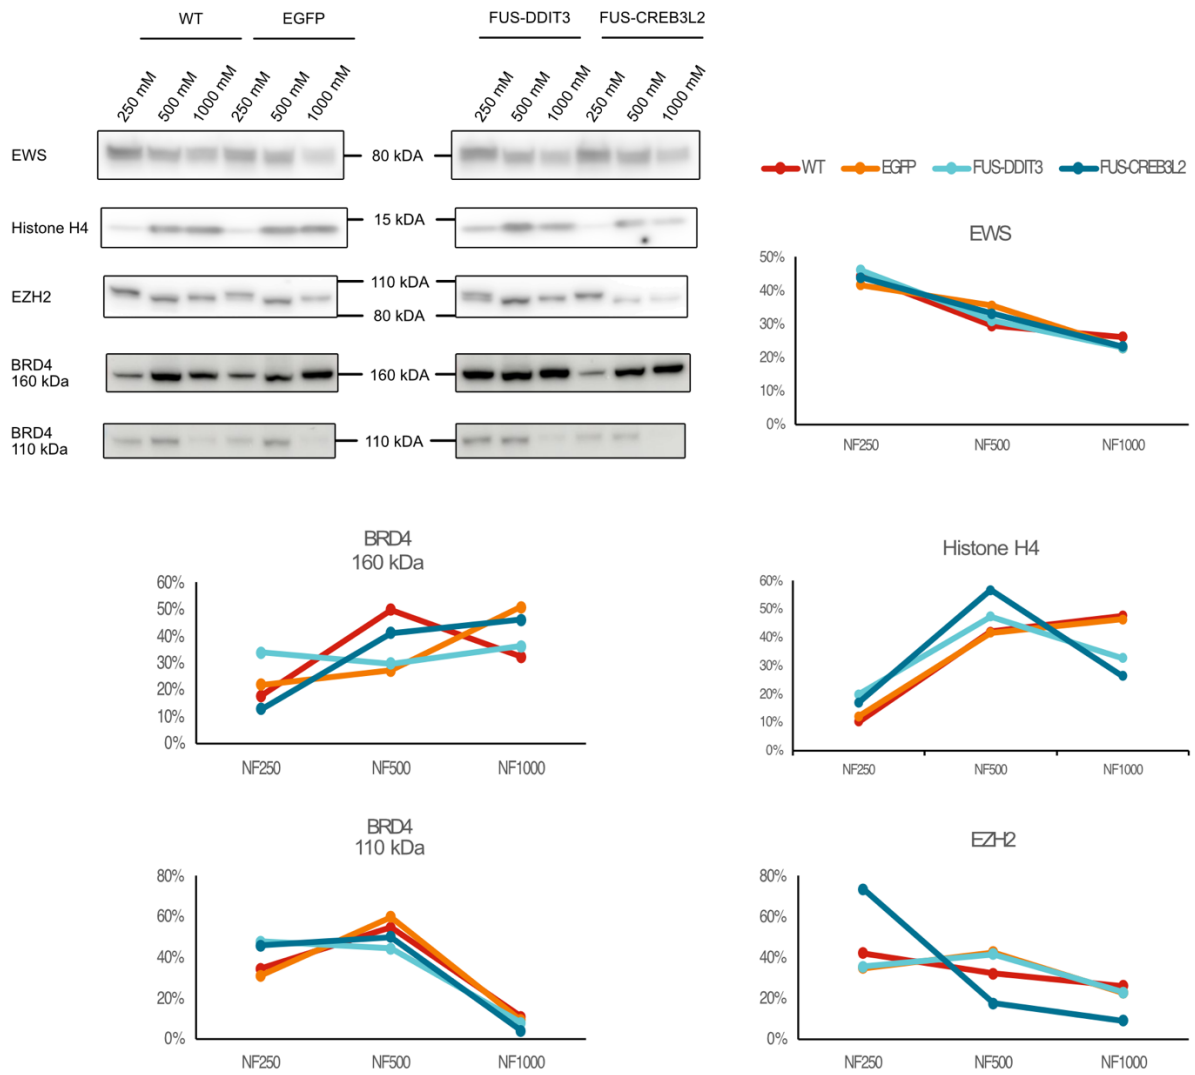 WT EGFP FUS-DDIT3 FUS-CREB3L2
250 mM 500 mM 1000 mM 250 mM 500 mM 1000 mM 250 mM 500 mM 1000 mM 250 mM 500 mM 1000 mM
EWS 80 kDA
Histone H4 15 kDA
EZH2 110 kDA
80 kDA
BRD4
160 kDa 160 kDA
BRD4
110 kDa 110 kDA
WT EGFP FUS-DDIT3 FUS-CREB3L2
EWS
50%
40%
30%
20%
10%
0%
NF250 NF500 NF1000
BRD4
160 kDa
60%
50%
40%
30%
20%
10%
0%
NF250 NF500 NF1000
Histone H4
60%
50%
40%
30%
20%
10%
0%
NF250 NF500 NF1000
BRD4
110 kDa
80%
60%
40%
20%
0%
NF250 NF500 NF1000
EZH2
80%
60%
40%
20%
0%
NF250 NF500 NF1000